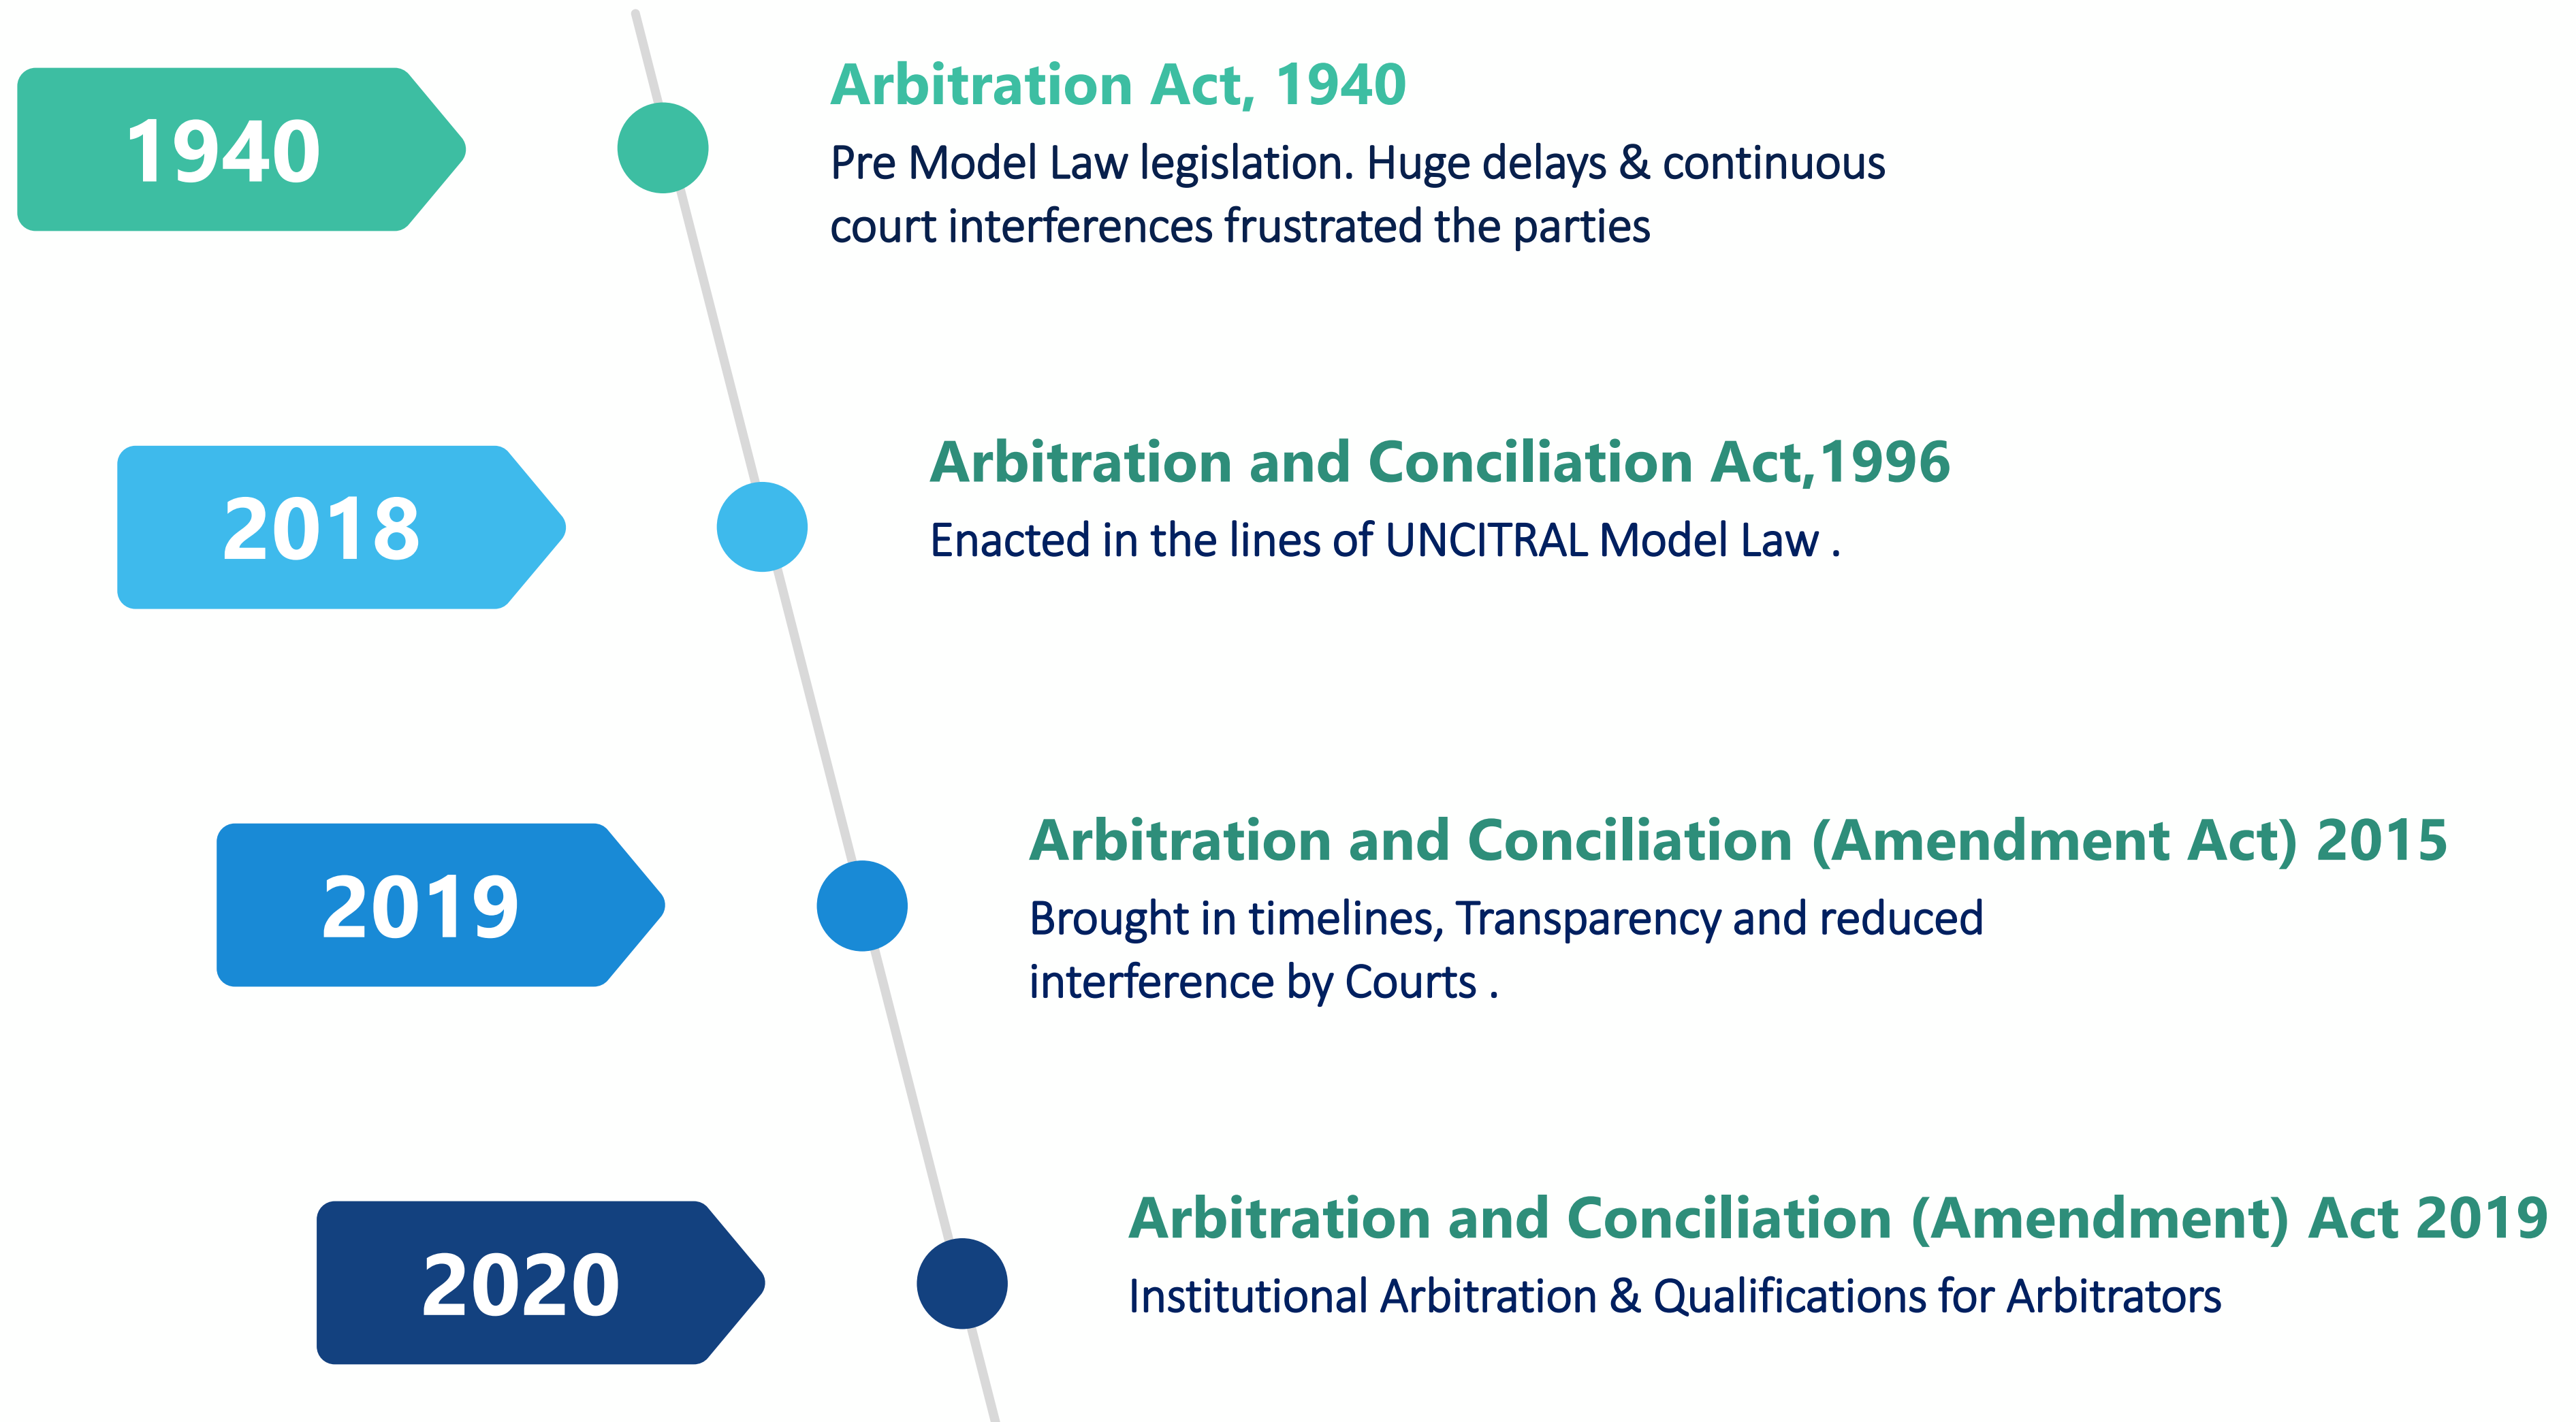 1940
Arbitration Act, 1940
Pre Model Law legislation. Huge delays & continuous
court interferences frustrated the parties
2018
Arbitration and Conciliation Act,1996
Enacted in the lines of UNCITRAL Model Law .
2019
Arbitration and Conciliation (Amendment Act) 2015
Brought in timelines, Transparency and reduced
interference by Courts .
2020
Arbitration and Conciliation (Amendment) Act 2019
Institutional Arbitration & Qualifications for Arbitrators